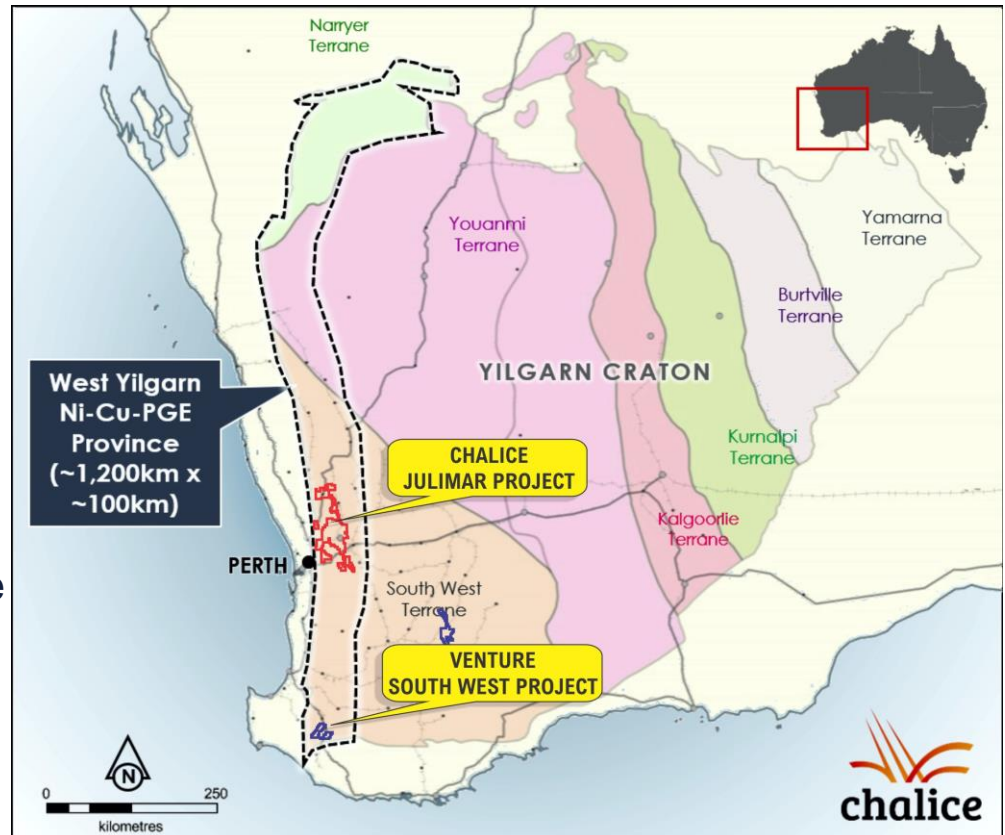 Narryer
Terrane
Youanmi
Terrane
Yamarna
Terrane
Burtville
Terrane
YILGARN CRATON
West Yilgarn
Ni-Cu-PGE
Province
(~1,200km x
~100km)
Kurnalpi
Terrane
CHALICE
JULIMAR PROJECT
Kalgoorlie
Terrane
PERTH
South West
Terrane
e
VENTURE
SOUTH WEST PROJECT
N
0
250
kilometres
chalice